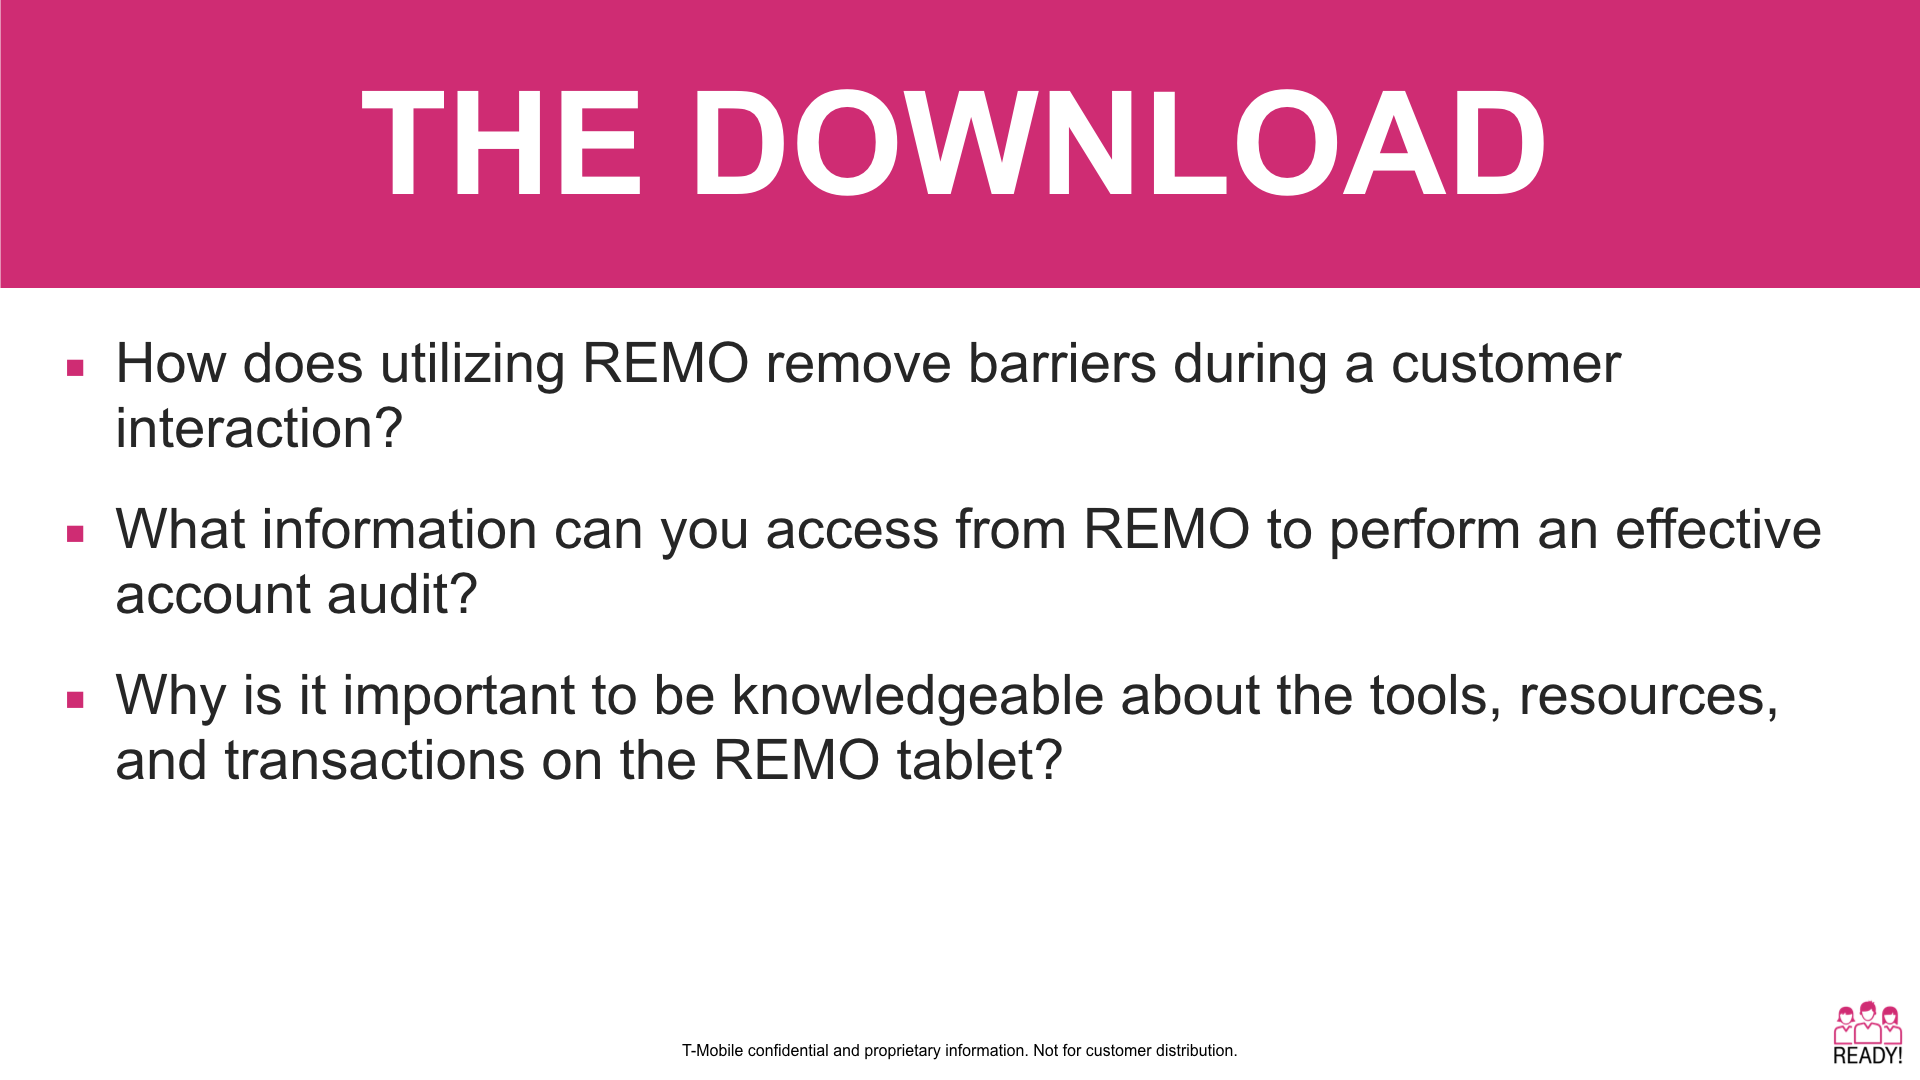 THE DOWNLOAD
How does utilizing REMO remove barriers during a customer
interaction?
What information can you access from REMO to perform an effective
account audit?
Why is it important to be knowledgeable about the tools, resources,
and transactions on the REMO tablet?
T-Mobile confidential and proprietary information. Not for customer distribution.
READY!